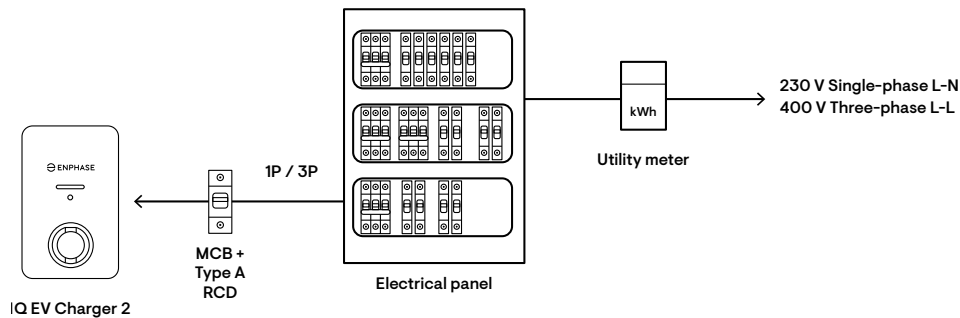 230 V Single-phase L-N
400 V Three-phase L-L
kWh
Utility meter
ENPHASE
1P / 3P
MCB +
Type A
RCD
Electrical panel
IQ EV Charger 2